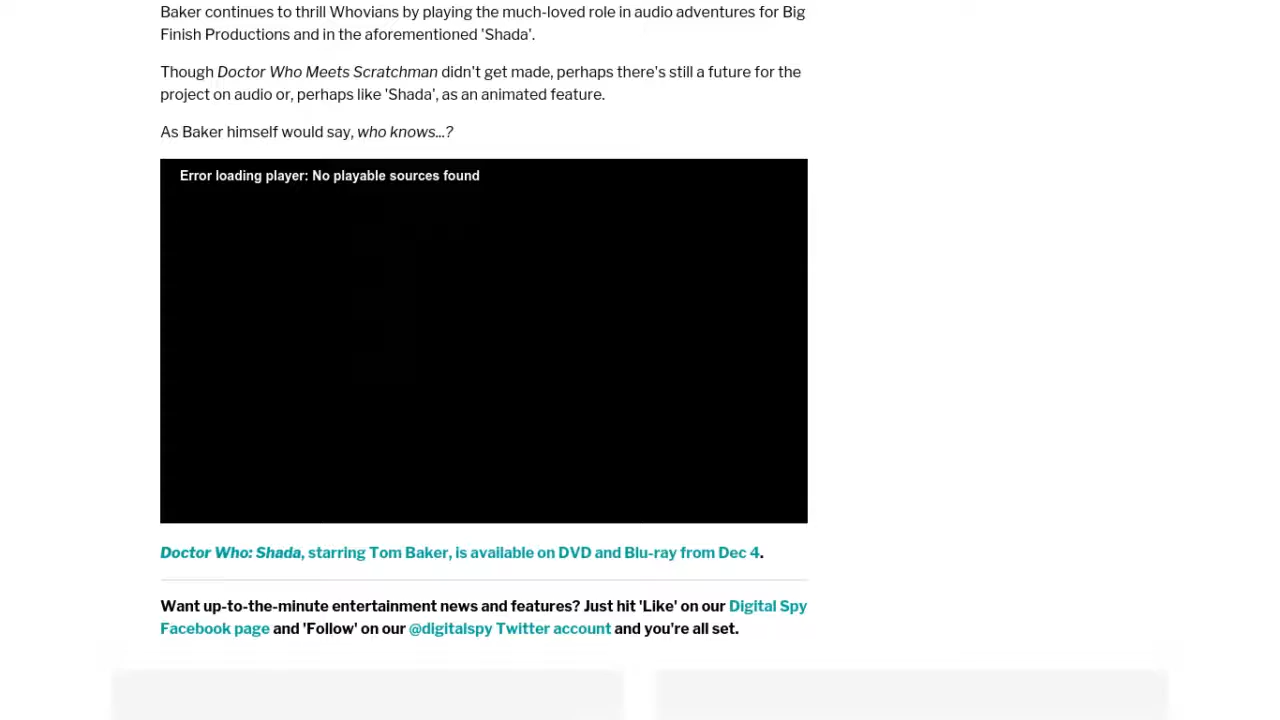 Baker continues to thrill Whovians by playing the much-loved role in audio adventures for Big
Finish Productions and in the aforementioned 'Shada'.
Though Doctor Who Meets Scratchman didn't get made, perhaps there's still a future for the
project on audio or, perhaps like 'Shada', as an animated feature.
As Baker himself would say, who knows...?
Error loading player: No playable sources found
Doctor Who: Shada, starring Tom Baker, is available on DVD and Blu-ray from Dec 4.
Want up-to-the-minute entertainment news and features? Just hit 'Like' on our Digital Spy
Facebook page and 'Follow' on our @digitalspy Twitter account and you're all set.